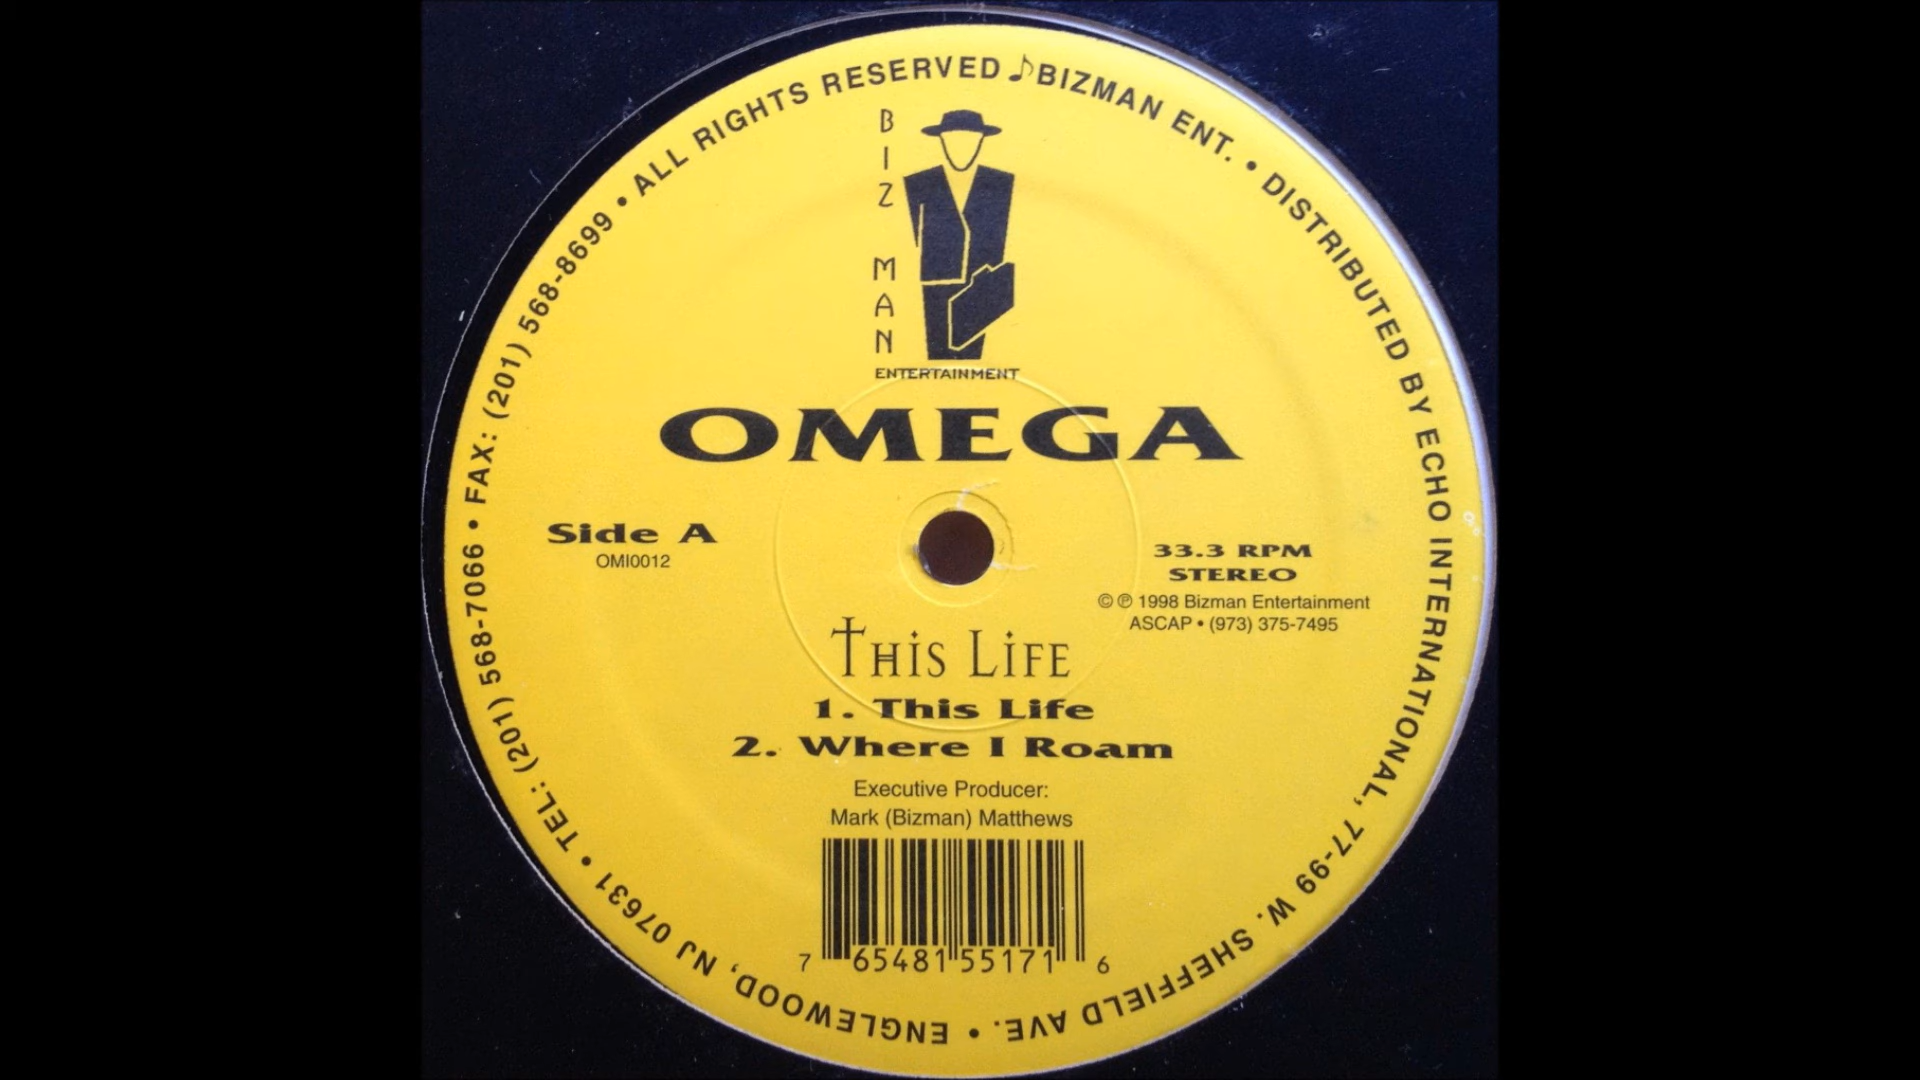 ALL RIGHTS RESERVED ♪ BIZMAN ENT. • DISTRIBUTED BY ECHO INTERNATIONAL, 77-99 W. SHEFFIELD AVE. • ENGLEWOOD, NJ 07631 • TEL: (201) 568-7066 • FAX: (201) 568-8699 •
BIZ MAN
ENTERTAINMENT
OMEGA
Side A
OMI0012
33.3 RPM
STEREO
© ℗ 1998 Bizman Entertainment
ASCAP • (973) 375-7495
THIS LIFE
1. This Life
2. Where I Roam
Executive Producer:
Mark (Bizman) Matthews
7 65481 55171 6